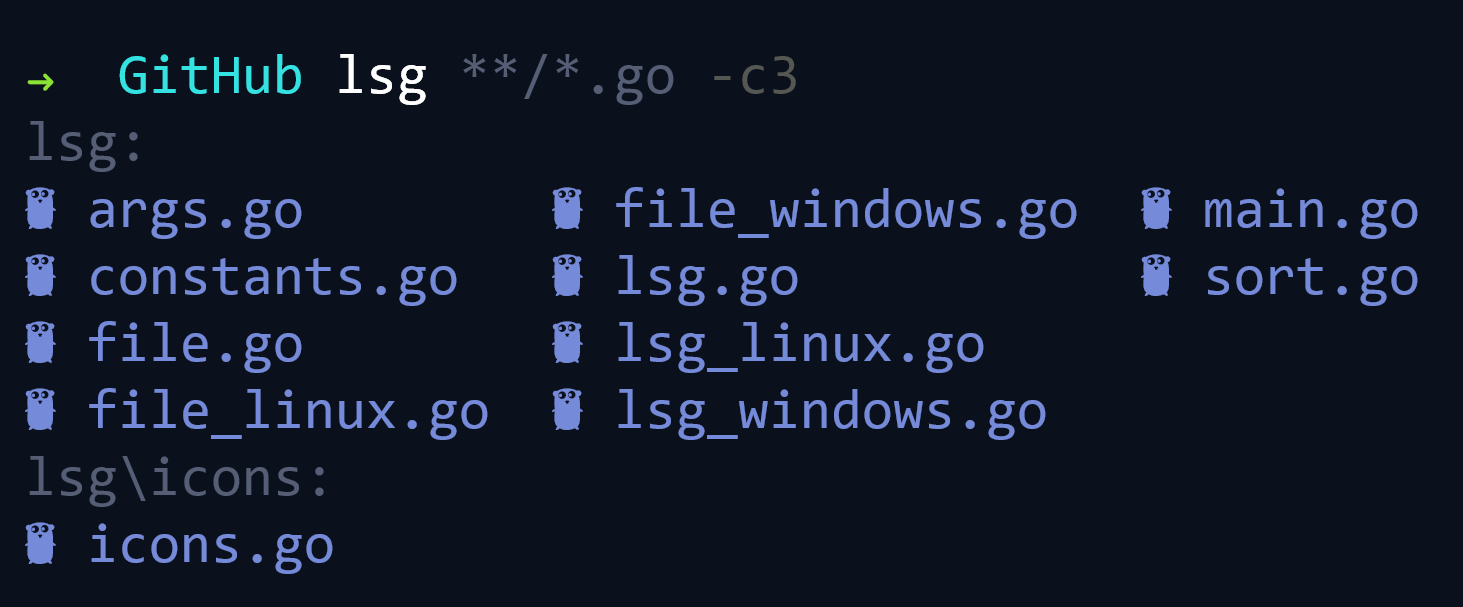 → GitHub lsg **/*.go -c3
lsg:
args.go file_windows.go main.go
constants.go lsg.go sort.go
file.go lsg_linux.go
file_linux.go lsg_windows.go
lsg\icons:
icons.go